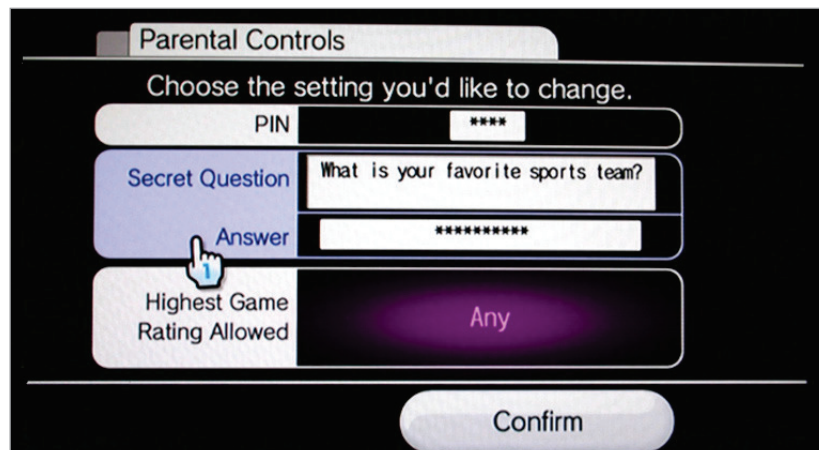 Parental Controls
Choose the setting you'd like to change.
PIN
****
Secret Question
What is your favorite sports team?
Answer
**********
1
Highest Game
Rating Allowed
Any
Confirm